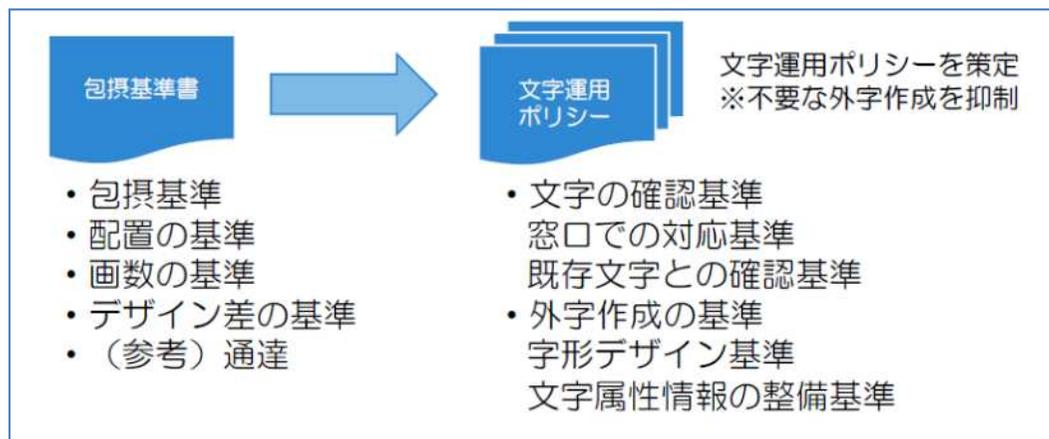 包摂基準書
文字運用
ポリシー
文字運用ポリシーを策定
※不要な外字作成を抑制
・包摂基準
・配置の基準
・画数の基準
・デザイン差の基準
・（参考）通達
・文字の確認基準
窓口での対応基準
既存文字との確認基準
・外字作成の基準
字形デザイン基準
文字属性情報の整備基準